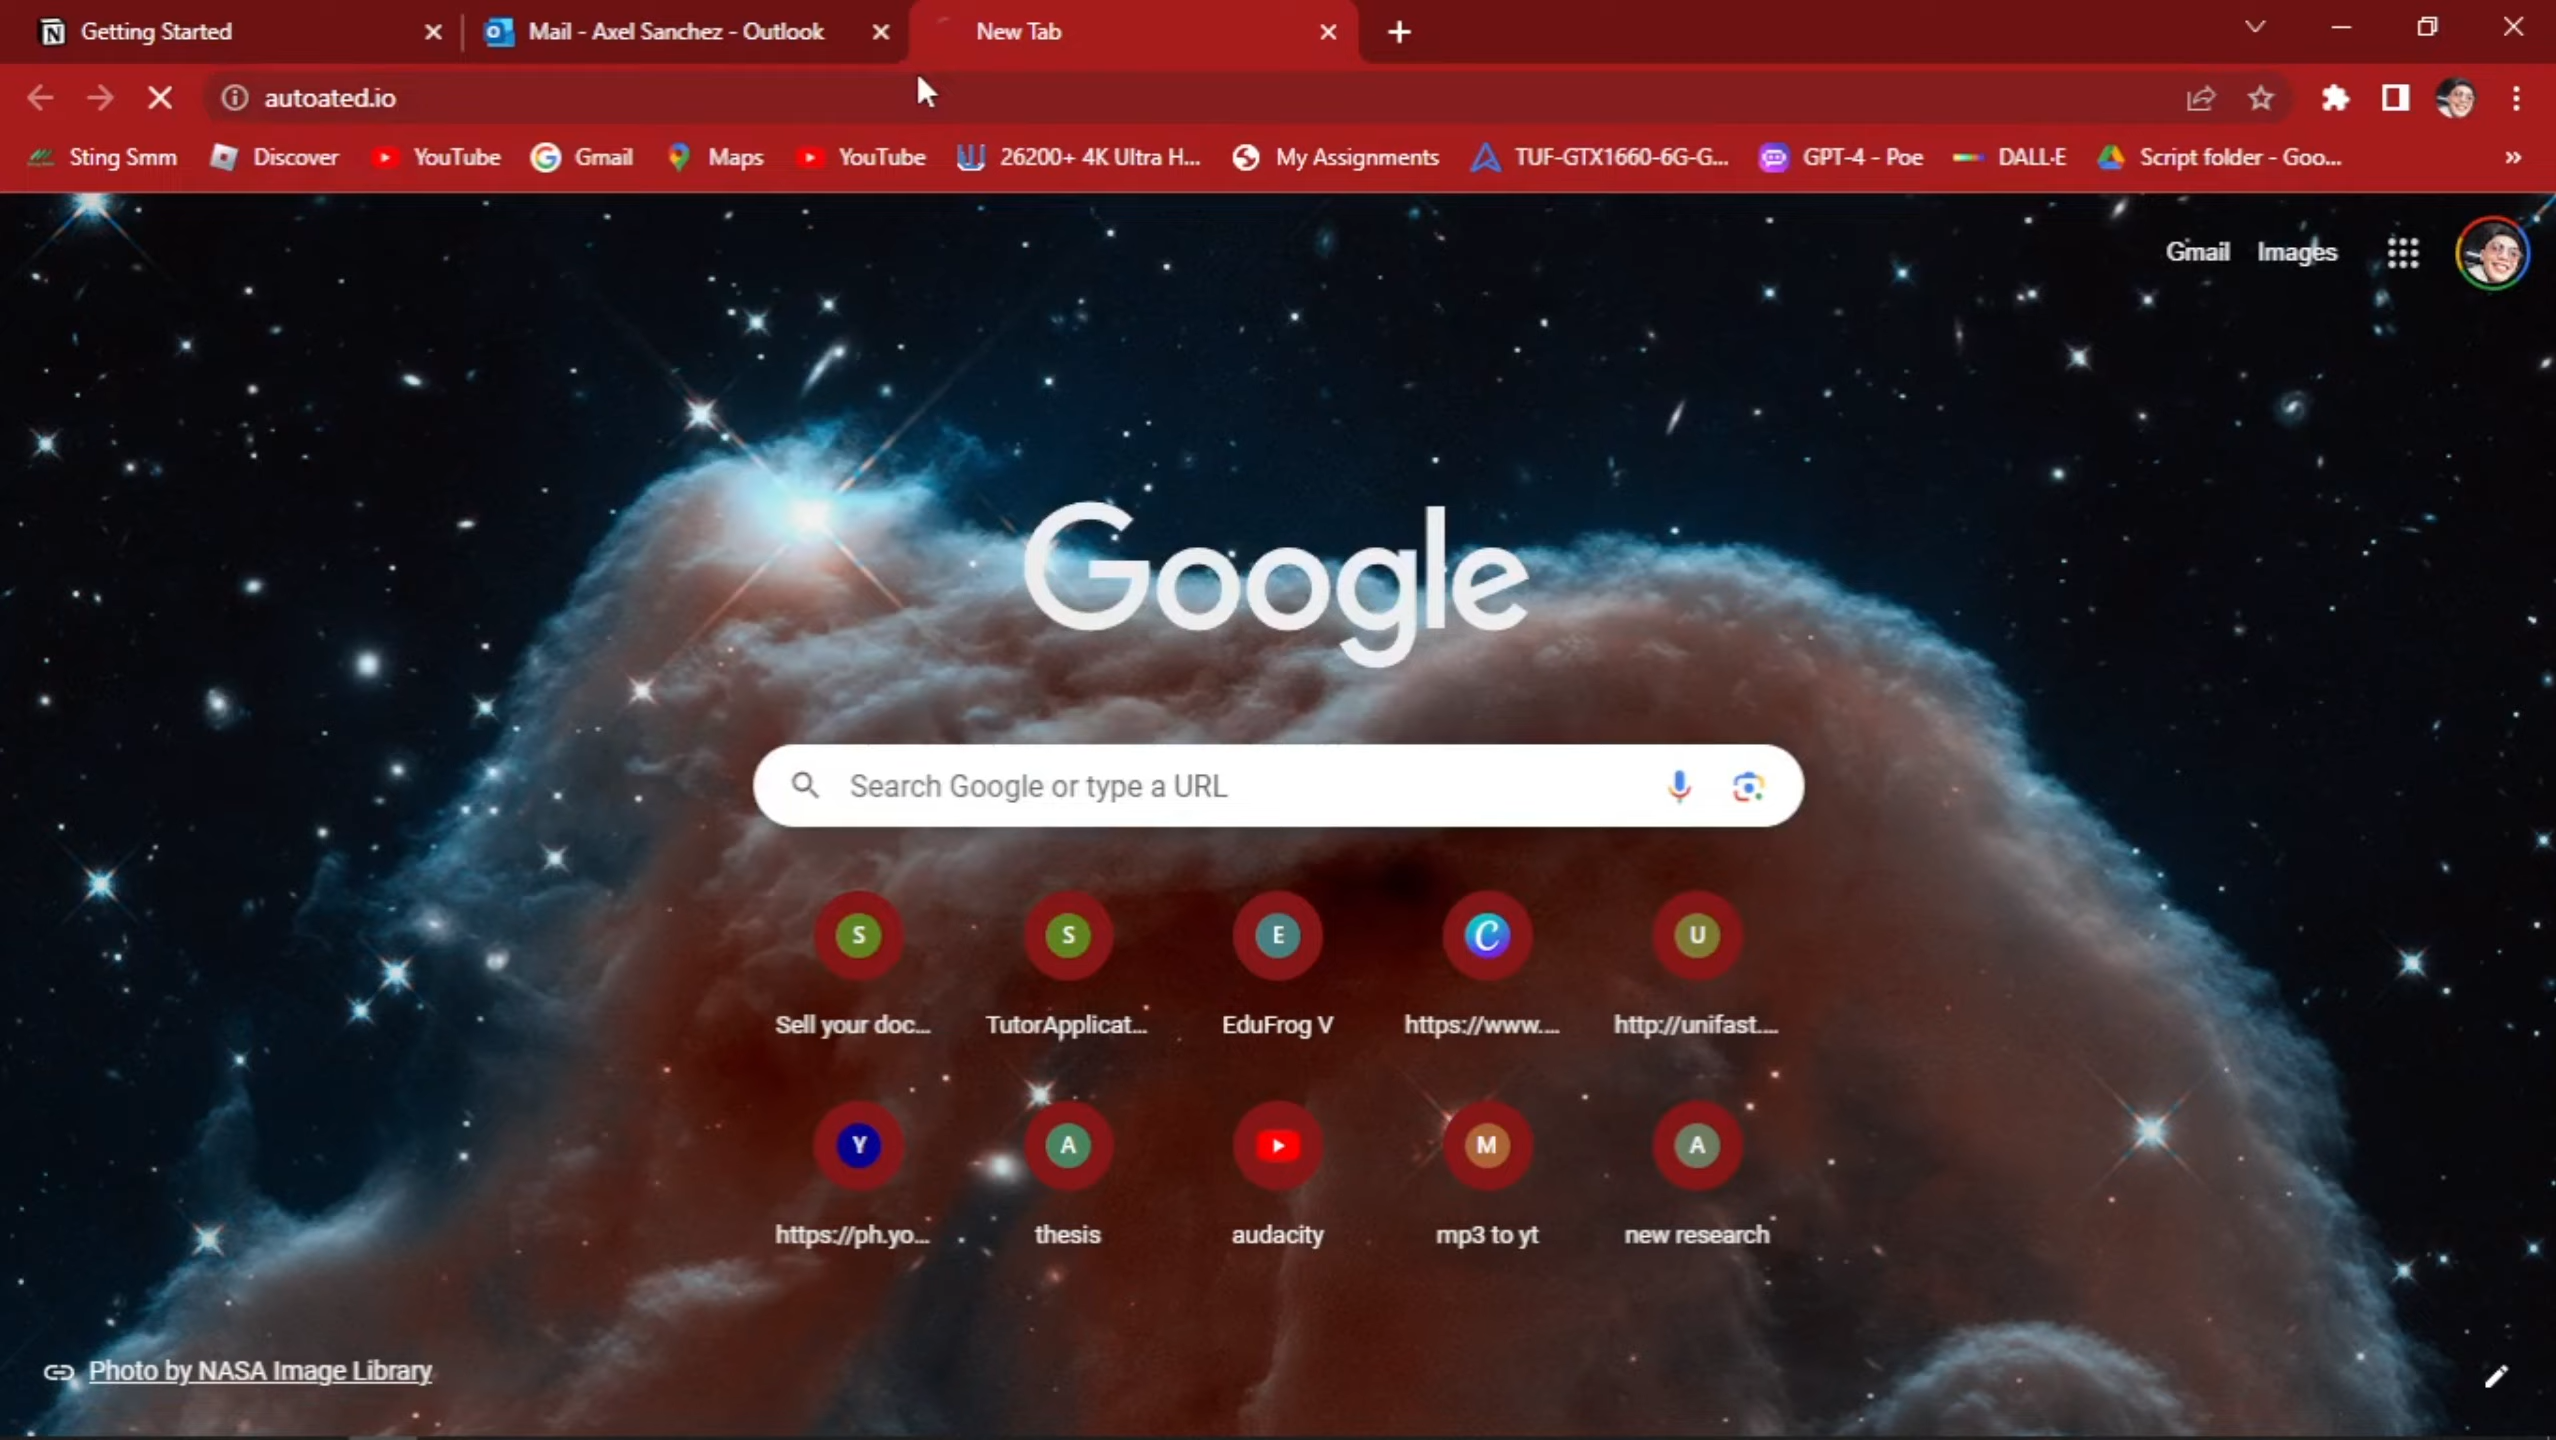 Getting Started
Mail - Axel Sanchez - Outlook
New Tab
autoated.io
Sting Smm
Discover
YouTube
Gmail
Maps
YouTube
26200+ 4K Ultra H...
My Assignments
TUF-GTX1660-6G-G...
GPT-4 - Poe
DALL·E
Script folder - Goo...
»
Gmail Images
Google
Search Google or type a URL
S
S
E
C
U
Sell your doc...
TutorApplicat...
EduFrog V
https://www....
http://unifast....
Y
A
M
A
https://ph.yo...
thesis
audacity
mp3 to yt
new research
Photo by NASA Image Library